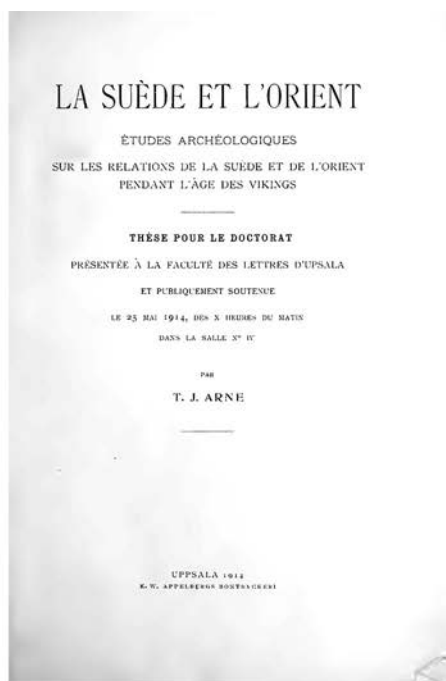 LA SUÈDE ET L'ORIENT
ÉTUDES ARCHÉOLOGIQUES
SUR LES RELATIONS DE LA SUÈDE ET DE L'ORIENT
PENDANT L'ÂGE DES VIKINGS
THÈSE POUR LE DOCTORAT
PRÉSENTÉE À LA FACULTÉ DES LETTRES D'UPSALA
ET PUBLIQUEMENT SOUTENUE
LE 25 MAI 1914, DÈS X HEURES DU MATIN
DANS LA SALLE Nº IV
PAR
T. J. ARNE
UPPSALA 1914
K. W. APPELBERGS BOKTRYCKERI